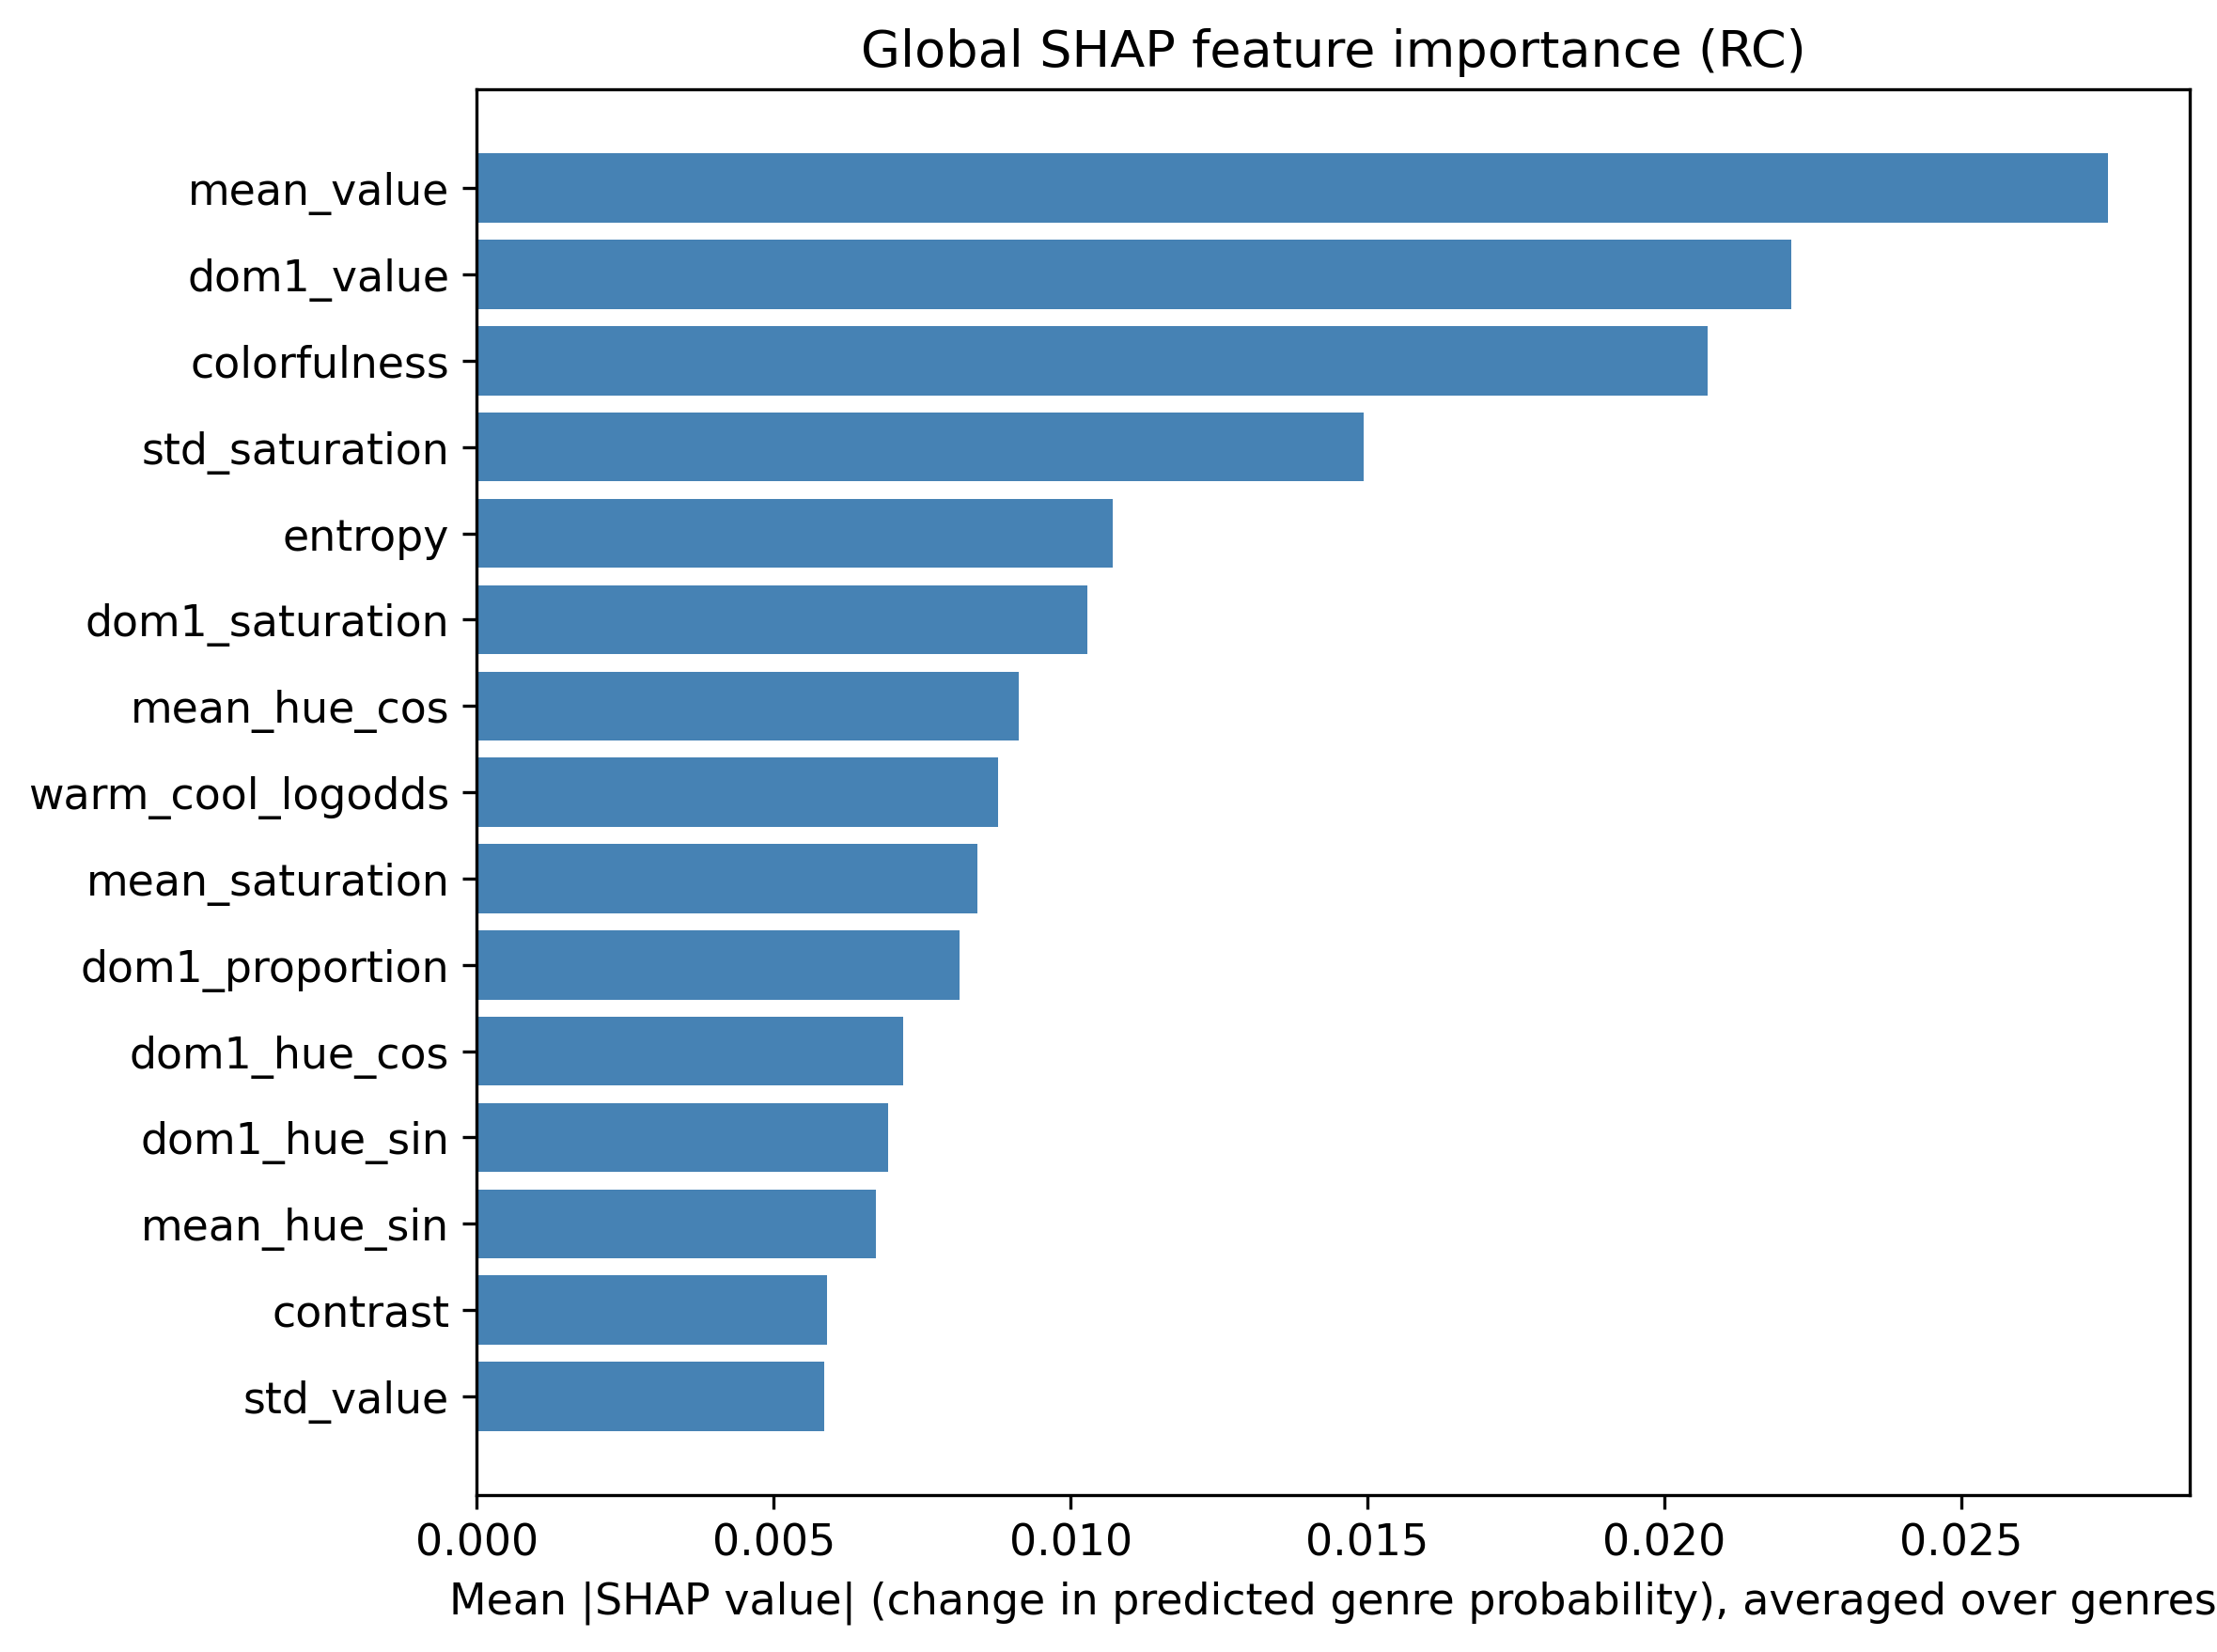 Global SHAP feature importance (RC)
mean_value
dom1_value
colorfulness
std_saturation
entropy
dom1_saturation
mean_hue_cos
warm_cool_logodds
mean_saturation
dom1_proportion
dom1_hue_cos
dom1_hue_sin
mean_hue_sin
contrast
std_value
0.000 0.005 0.010 0.015 0.020 0.025
Mean |SHAP value| (change in predicted genre probability), averaged over genres